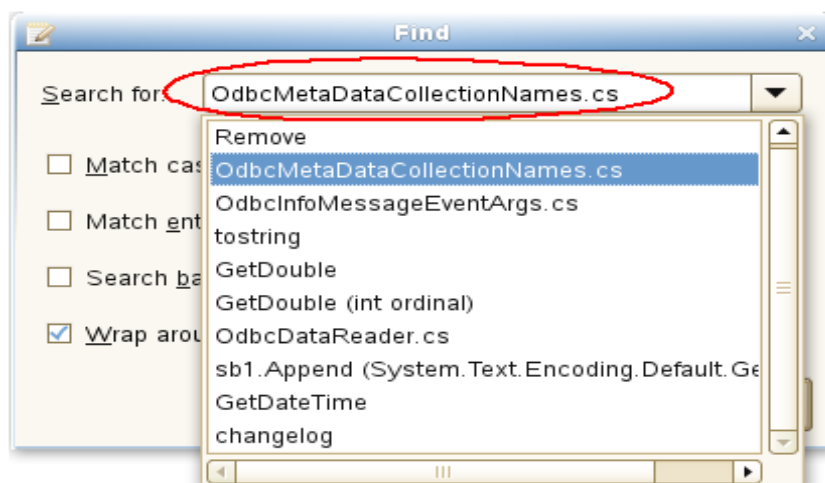 Find
Search for:
OdbcMetaDataCollectionNames.cs
Remove
Match cas
OdbcMetaDataCollectionNames.cs
OdbcInfoMessageEventArgs.cs
Match ent
tostring
GetDouble
Search ba
GetDouble (int ordinal)
Wrap arou
OdbcDataReader.cs
sb1.Append (System.Text.Encoding.Default.Ge
GetDateTime
changelog